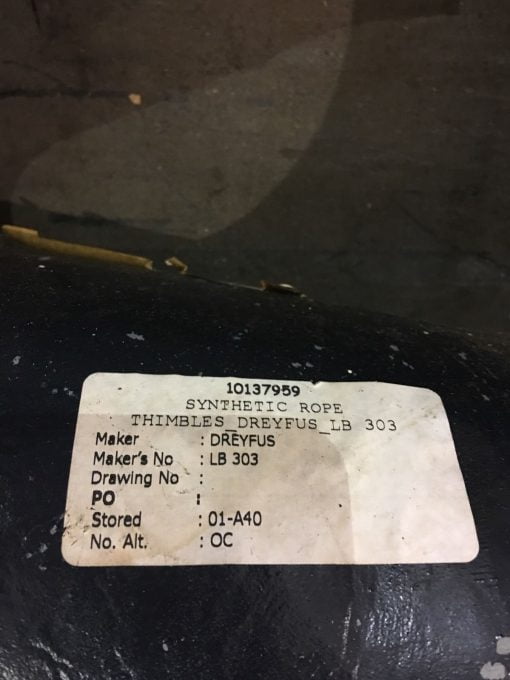 10137959
SYNTHETIC ROPE
THIMBLES_DREYFUS_LB 303
Maker : DREYFUS
Maker's No : LB 303
Drawing No :
PO :
Stored : 01-A40
No. Alt. : OC